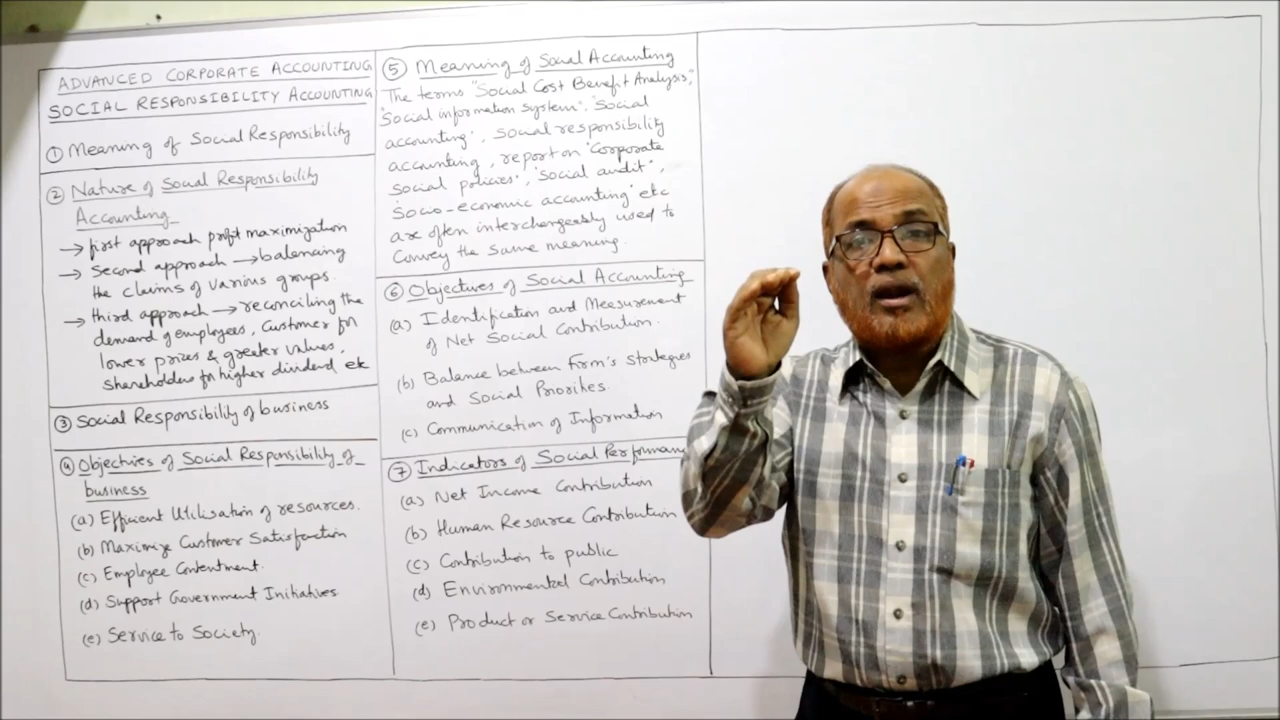 ADVANCED CORPORATE ACCOUNTING
SOCIAL RESPONSIBILITY ACCOUNTING
① Meaning of Social Responsibility
② Nature of Social Responsibility
Accounting
→ first approach profit maximization
→ Second approach → balancing
the claims of various groups.
→ third approach → reconciling the
demand of employees, Customer for
lower prizes & greater values,
shareholders for higher dividend, etc
③ Social Responsibility of business
④ Objectives of Social Responsibility of
business
(a) Efficient Utilisation of resources.
(b) Maximize Customer Satisfaction
(c) Employee Contentment.
(d) Support Government Initiatives
(e) Service to Society.
⑤ Meaning of Social Accounting
The terms "Social Cost Benefit Analysis",
"Social information system", "Social
accounting", Social responsibility
accounting, report on "Corporate
Social policies", "Social audit",
"Socio-economic accounting" etc
are often interchangeably used to
Convey the same meaning.
⑥ Objectives of Social Accounting
(a) Identification and Measurement
of Net Social Contribution.
(b) Balance between Firm's Strategies
and Social Priorities.
(c) Communication of Information
⑦ Indicators of Social Performanc
(a) Net Income Contribution
(b) Human Resource Contribution
(c) Contribution to public
(d) Environmental Contribution
(e) Product or Service Contribution